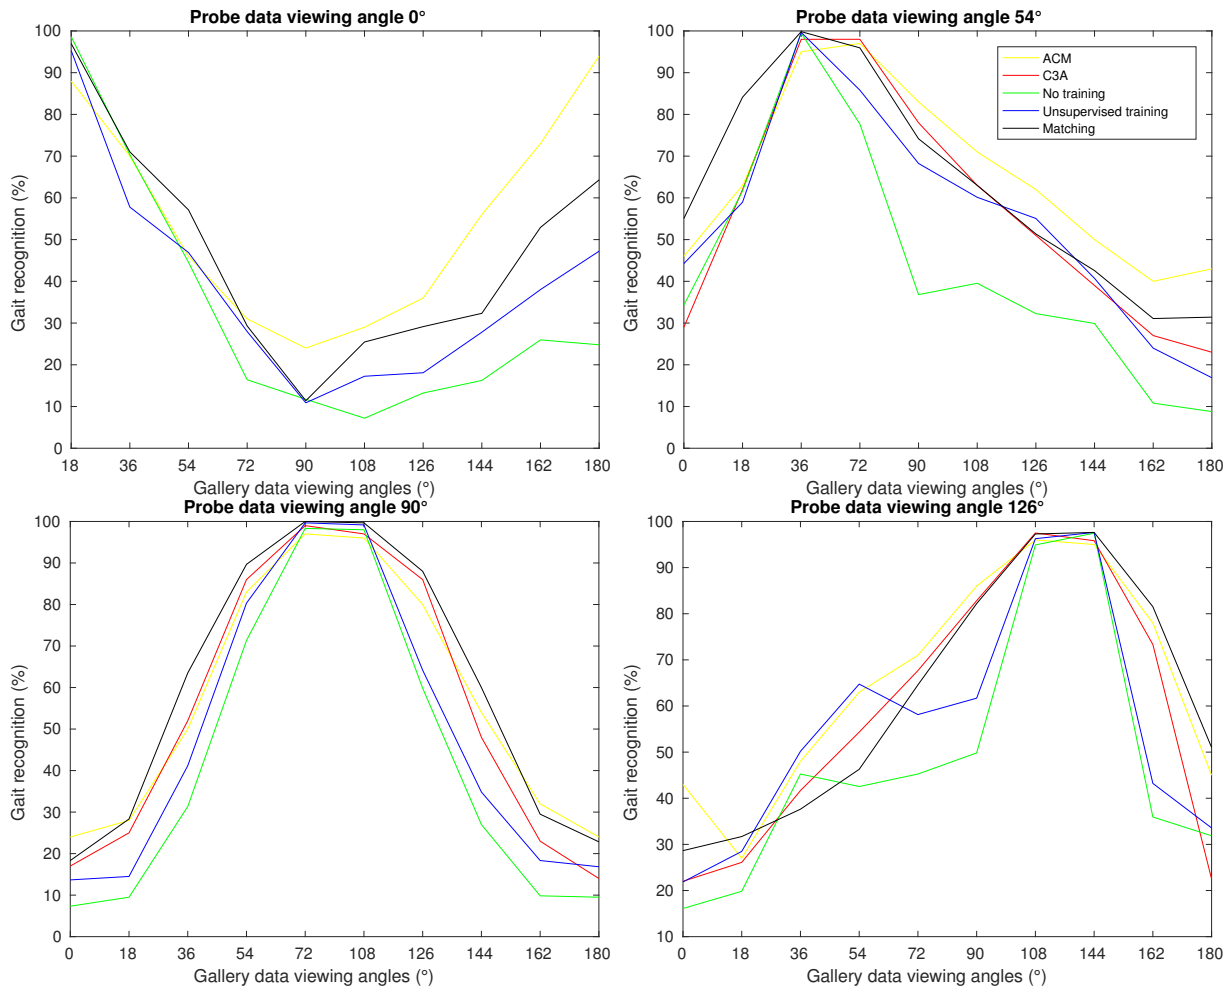 Probe data viewing angle 0°
100
90
80
70
60
50
40
30
20
10
0
Gait recognition (%)
18 36 54 72 90 108 126 144 162 180
Gallery data viewing angles (°)
Probe data viewing angle 54°
100
90
80
70
60
50
40
30
20
10
0
Gait recognition (%)
ACM
C3A
No training
Unsupervised training
Matching
0 18 36 72 90 108 126 144 162 180
Gallery data viewing angles (°)
Probe data viewing angle 90°
100
90
80
70
60
50
40
30
20
10
0
Gait recognition (%)
0 18 36 54 72 108 126 144 162 180
Gallery data viewing angles (°)
Probe data viewing angle 126°
100
90
80
70
60
50
40
30
20
10
Gait recognition (%)
0 18 36 54 72 90 108 144 162 180
Gallery data viewing angles (°)